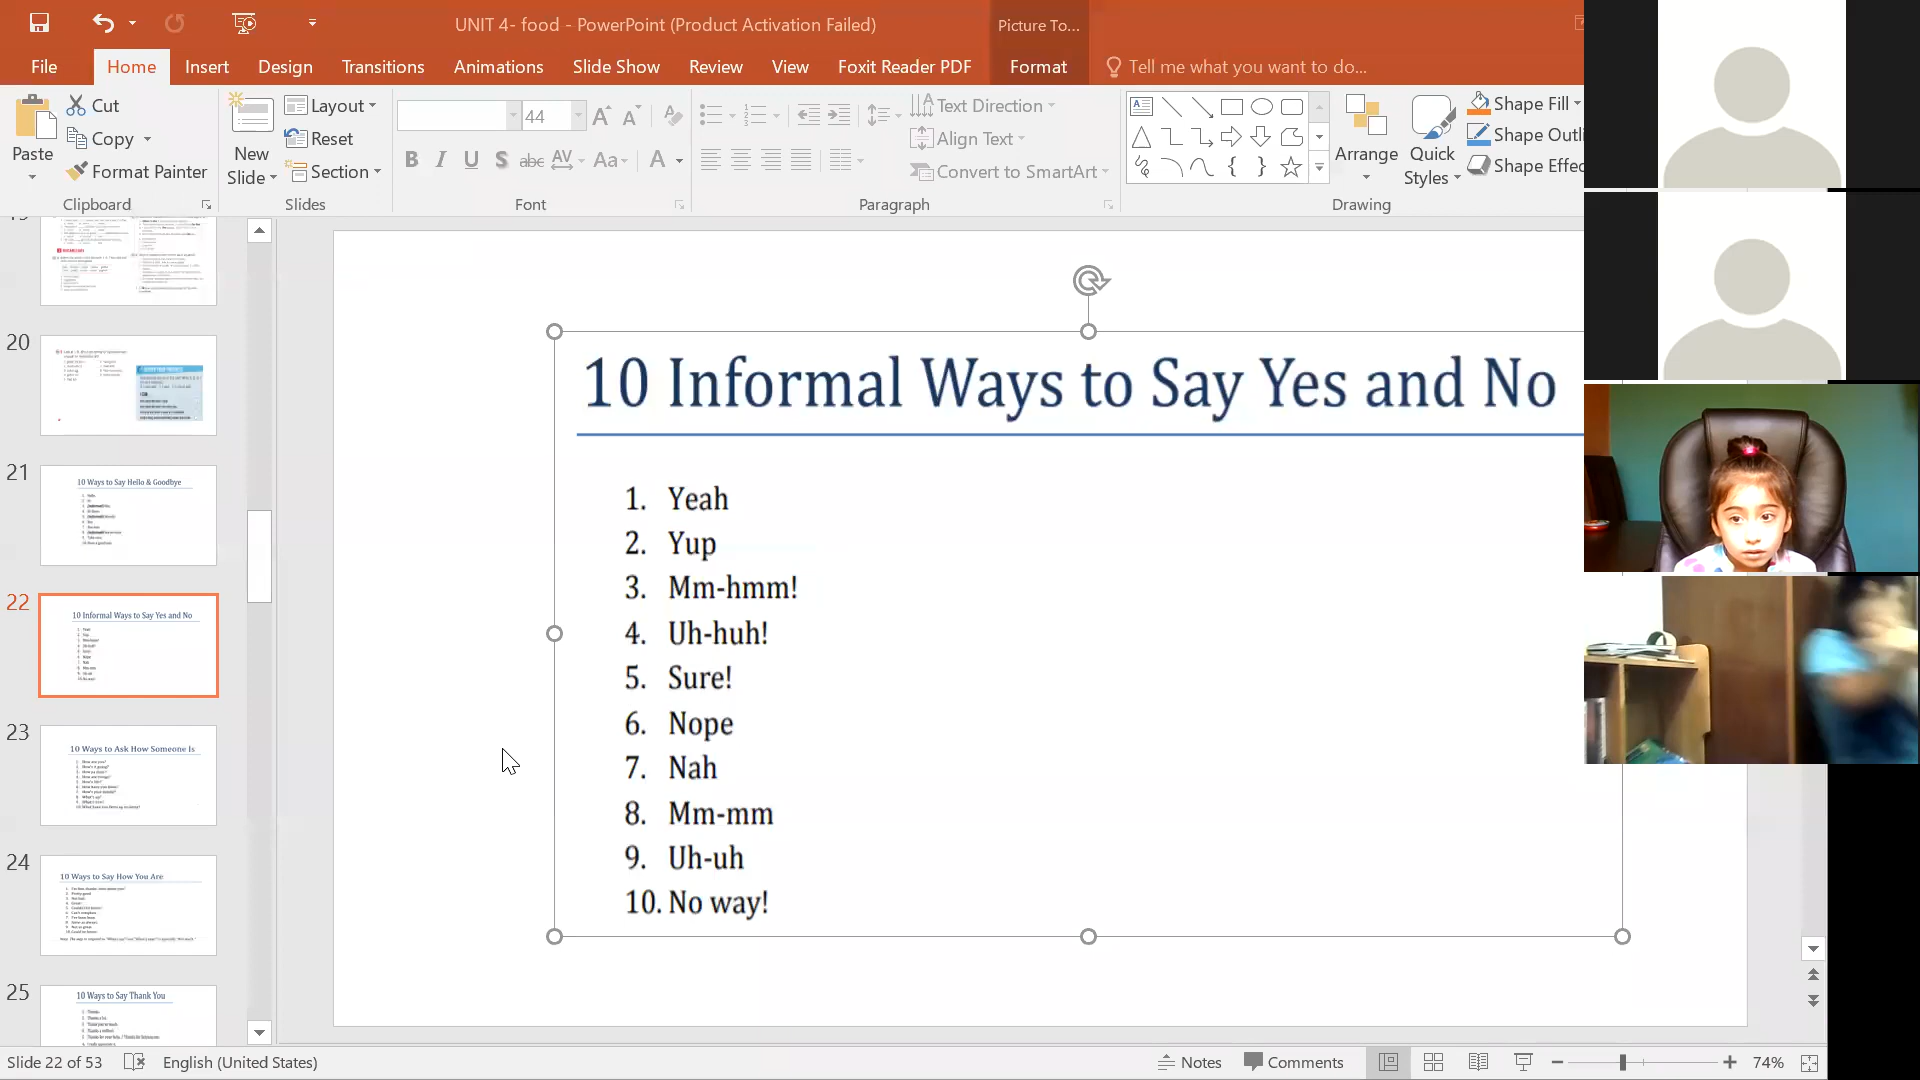 UNIT 4- food - PowerPoint (Product Activation Failed)
Picture To...
File
Home
Insert
Design
Transitions
Animations
Slide Show
Review
View
Foxit Reader PDF
Format
Tell me what you want to do...
Paste
Cut
Copy
Format Painter
Clipboard
New
Slide
Layout
Reset
Section
Slides
44
Font
Text Direction
Align Text
Convert to SmartArt
Paragraph
Arrange
Quick
Styles
Shape Fill
Shape Outli
Shape Effec
Drawing
20
21
10 Ways to Say Hello & Goodbye
22
10 Informal Ways to Say Yes and No
23
10 Ways to Ask How Someone Is
24
10 Ways to Say How You Are
25
10 Ways to Say Thank You
10 Informal Ways to Say Yes and No
1. Yeah
2. Yup
3. Mm-hmm!
4. Uh-huh!
5. Sure!
6. Nope
7. Nah
8. Mm-mm
9. Uh-uh
10. No way!
Slide 22 of 53
English (United States)
Notes
Comments
74%